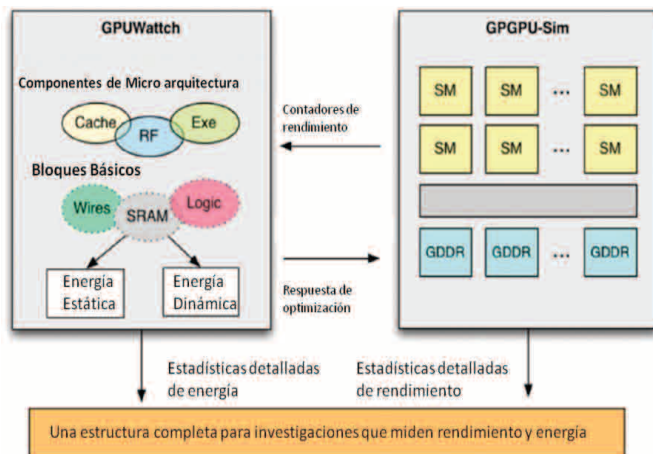 GPUWattch
Componentes de Micro arquitectura
Cache
RF
Exe
Bloques Básicos
Wires
SRAM
Logic
Energía
Estática
Energía
Dinámica
Contadores de
rendimiento
Respuesta de
optimización
GPGPU-Sim
SM SM ... SM
SM SM ... SM
GDDR GDDR ... GDDR
Estadísticas detalladas
de energía
Estadísticas detalladas
de rendimiento
Una estructura completa para investigaciones que miden rendimiento y energía